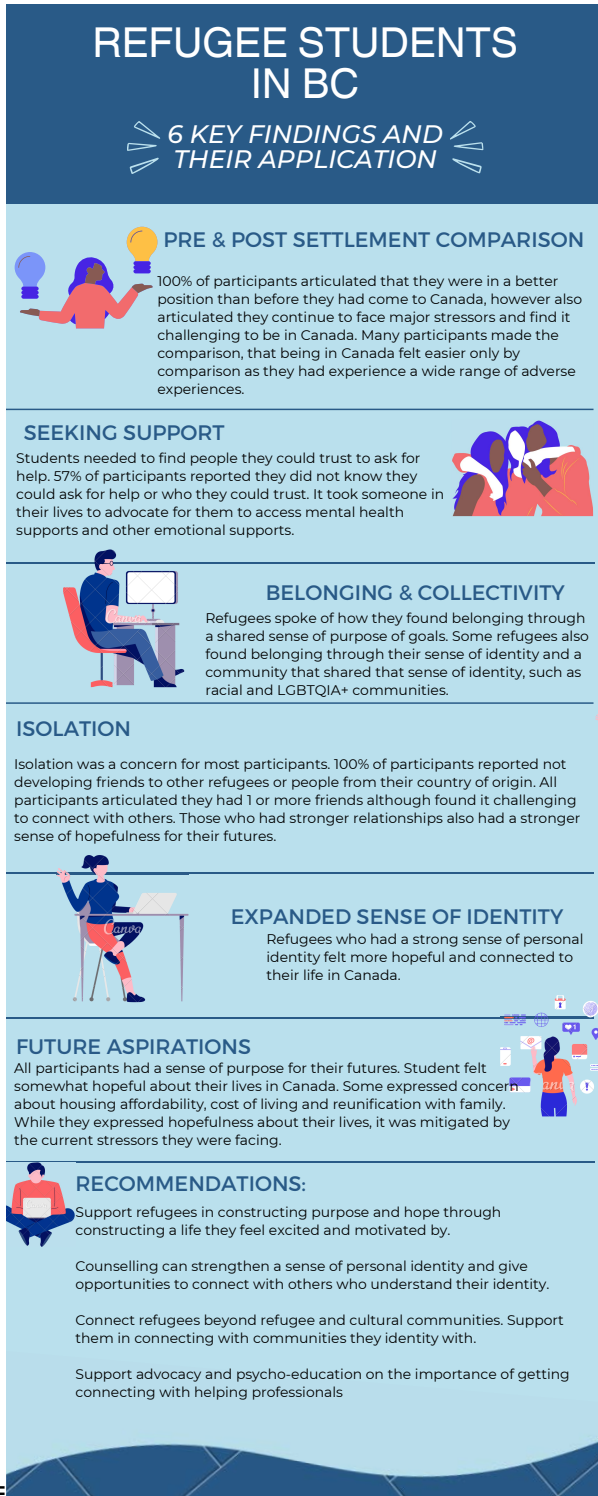 REFUGEE STUDENTS
IN BC
6 KEY FINDINGS AND
THEIR APPLICATION
PRE & POST SETTLEMENT COMPARISON
100% of participants articulated that they were in a better
position than before they had come to Canada, however also
articulated they continue to face major stressors and find it
challenging to be in Canada. Many participants made the
comparison, that being in Canada felt easier only by
comparison as they had experience a wide range of adverse
experiences.
SEEKING SUPPORT
Students needed to find people they could trust to ask for
help. 57% of participants reported they did not know they
could ask for help or who they could trust. It took someone in
their lives to advocate for them to access mental health
supports and other emotional supports.
Canva
BELONGING & COLLECTIVITY
Refugees spoke of how they found belonging through
a shared sense of purpose of goals. Some refugees also
found belonging through their sense of identity and a
community that shared that sense of identity, such as
racial and LGBTQIA+ communities.
ISOLATION
Isolation was a concern for most participants. 100% of participants reported not
developing friends to other refugees or people from their country of origin. All
participants articulated they had 1 or more friends although found it challenging
to connect with others. Those who had stronger relationships also had a stronger
sense of hopefulness for their futures.
Canva
EXPANDED SENSE OF IDENTITY
Refugees who had a strong sense of personal
identity felt more hopeful and connected to
their life in Canada.
FUTURE ASPIRATIONS
All participants had a sense of purpose for their futures. Student felt
somewhat hopeful about their lives in Canada. Some expressed concern
about housing affordability, cost of living and reunification with family.
While they expressed hopefulness about their lives, it was mitigated by
the current stressors they were facing.
RECOMMENDATIONS:
Support refugees in constructing purpose and hope through
constructing a life they feel excited and motivated by.
Counselling can strengthen a sense of personal identity and give
opportunities to connect with others who understand their identity.
Connect refugees beyond refugee and cultural communities. Support
them in connecting with communities they identity with.
Support advocacy and psycho-education on the importance of getting
connecting with helping professionals